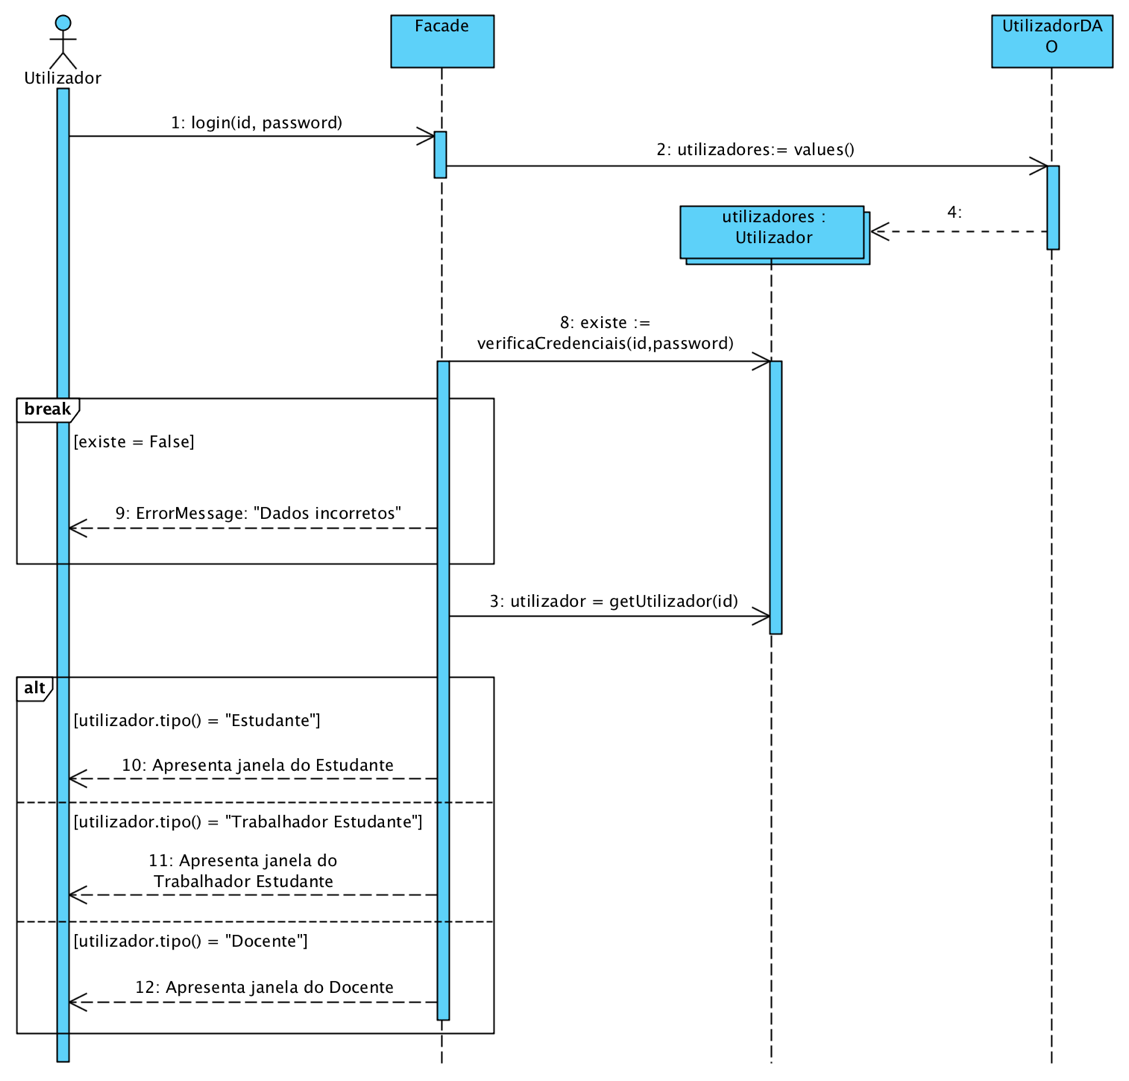 Facade
UtilizadorDA
O
Utilizador
1: login(id, password)
2: utilizadores:= values()
4:
utilizadores :
Utilizador
8: existe :=
verificaCredenciais(id,password)
break
[existe = False]
9: ErrorMessage: "Dados incorretos"
3: utilizador = getUtilizador(id)
alt
[utilizador.tipo() = "Estudante"]
10: Apresenta janela do Estudante
[utilizador.tipo() = "Trabalhador Estudante"]
11: Apresenta janela do
Trabalhador Estudante
[utilizador.tipo() = "Docente"]
12: Apresenta janela do Docente